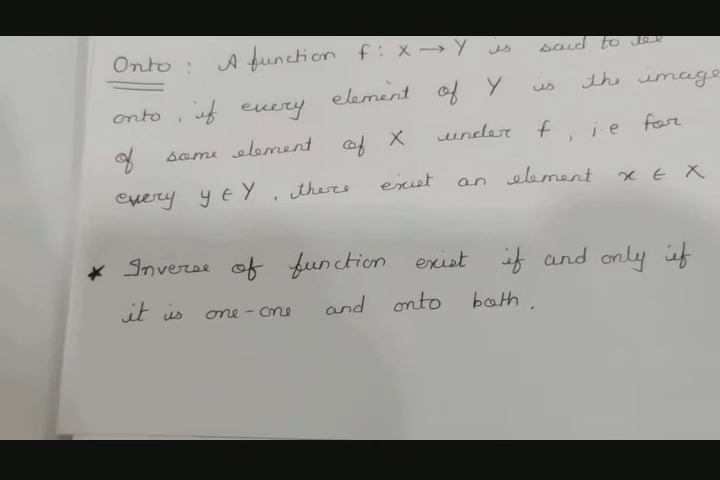 Onto : A function f : X → Y is said to be
onto, if every element of Y is the image
of some element of X under f, i.e for
every y ∈ Y, there exist an element x ∈ X
★ Inverse of function exist if and only if
it is one-one and onto both.